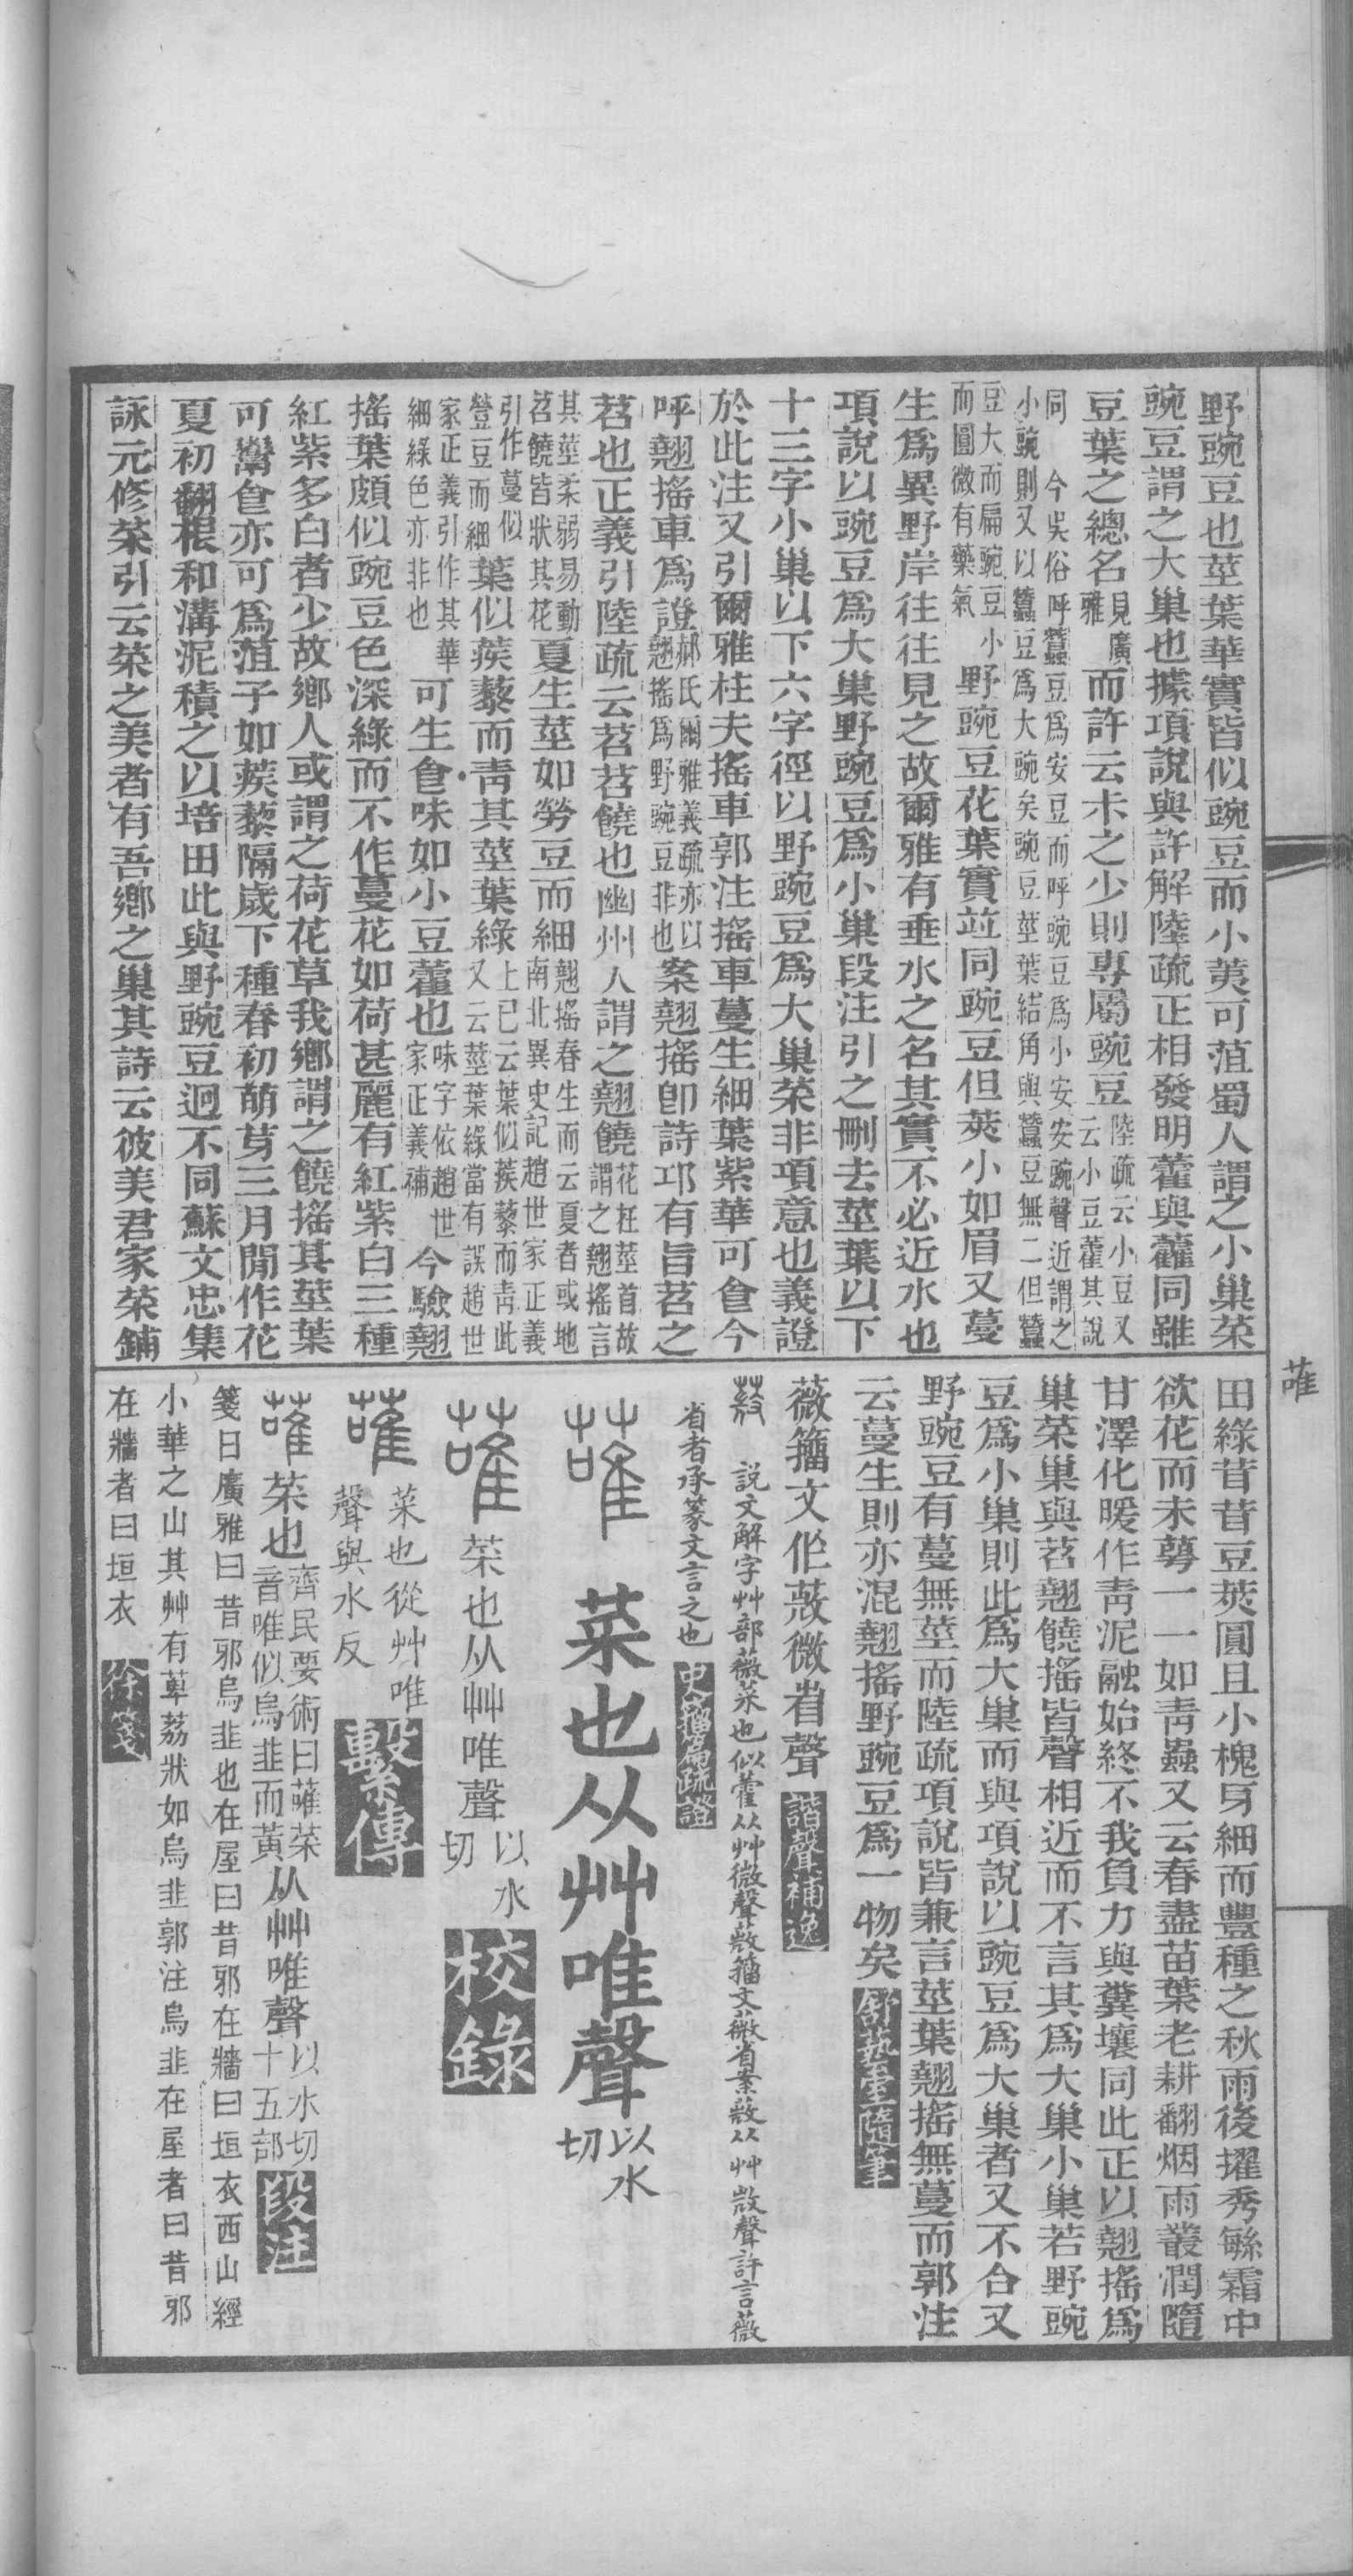 野豌豆也莖葉華實皆似豌豆而小荚可菹蜀人謂之小巢菜
豌豆謂之大巢也據項說與許解陸疏正相發明藿與虇同雖
豆葉之總名見廣雅而許云尗之少則專屬豌豆陸疏云小豆又云小豆藿其說
同今吳俗呼蠶豆爲安豆而呼豌豆爲小安安豌聲近謂之小豌則又以蠶豆爲大豌矣豌豆莖葉結角與蠶豆無二但蠶
豆大而扁豌豆小而圓微有藥氣野豌豆花葉實竝同豌豆但莢小如眉又蔓
生爲異野岸往往見之故爾雅有垂水之名其實不必近水也
項說以豌豆爲大巢野豌豆爲小巢段注引之刪去莖葉以下
十三字小巢以下六字徑以野豌豆爲大巢菜非項意也義證
於此注又引爾雅柱夫搖車郭注搖車蔓生細葉紫華可食今
呼翹搖車爲證郝氏爾雅義疏亦以翹搖爲野豌豆非也案翹搖卽詩邛有旨苕之
苕也正義引陸疏云苕苕饒也幽州人謂之翹饒花在莖首故謂之翹搖言
其莖柔弱易動苕饒皆狀其花夏生莖如勞豆而細翹搖春生而云夏者或地南北異史記趙世家正義
引作蔓似䝁豆而細葉似蒺藜而靑其莖葉綠上已云葉似蒺藜而靑此又云莖葉綠當有誤趙世
家正義引作其華細綠色亦非也可生食味如小豆藿也味字依趙世家正義補今驗翹
搖葉頗似豌豆色深綠而不作蔓花如荷甚麗有紅紫白三種
紅紫多白者少故鄉人或謂之荷花草我鄉謂之饒搖其莖葉
可鬻食亦可爲菹子如蒺藜隔歲下種春初萌芽三月閒作花
夏初翻根和溝泥積之以培田此與野豌豆迥不同蘇文忠集
詠元修菜引云菜之美者有吾鄉之巢其詩云彼美君家菜鋪
田綠茸茸豆莢圓且小槐芽細而豐種之秋雨後擢秀繇霜中
欲花而未蕚一一如靑蟲又云春盡苗葉老耕翻烟雨叢潤隨
甘澤化暖作靑泥融始終不我負力與糞壤同此正以翹搖爲
巢菜巢與苕翹饒搖皆聲相近而不言其爲大巢小巢若野豌
豆爲小巢則此爲大巢而與項說以豌豆爲大巢者又不合又
野豌豆有蔓無莖而陸疏項說皆兼言莖葉翹搖無蔓而郭注
云蔓生則亦混翹搖野豌豆爲一物矣舒藝室隨筆
薇籀文作𦸣微省聲諧聲補逸
𦸣說文解字艸部薇菜也似藿从艸微聲𦸣籀文薇省案𦸣从艸𢼸聲許言薇
省者承篆文言之也史籀篇疏證
蓶菜也从艸唯聲以水切
蓶菜也从艸唯聲以水切校錄
蓶菜也從艸唯聲與水反繫傳
蓶菜也齊民要術曰蓶菜音唯似烏韭而黃从艸唯聲以水切十五部段注
箋曰廣雅曰昔邪烏韭也在屋曰昔邪在牆曰垣衣西山經
小華之山其艸有萆荔狀如烏韭郭注烏韭在屋者曰昔邪
在牆者曰垣衣徐箋
蓶